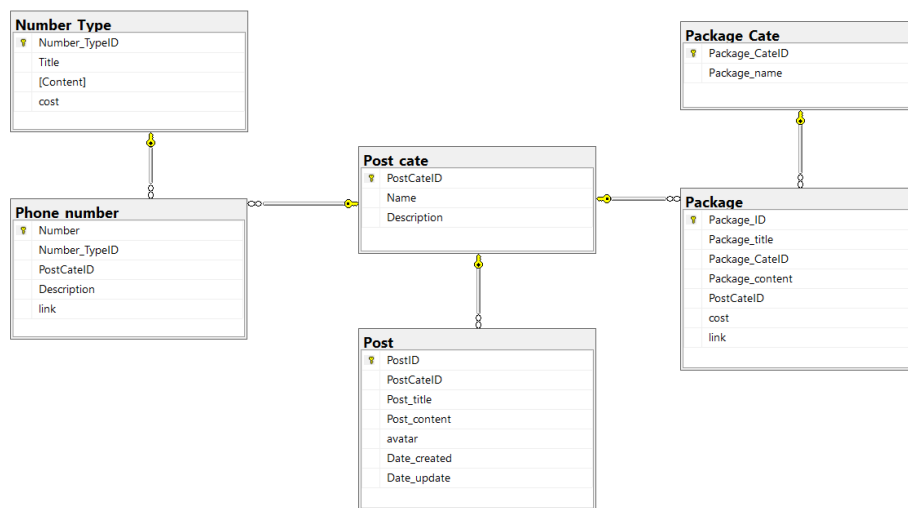 Number Type
Number_TypeID
Title
[Content]
cost
Phone number
Number
Number_TypeID
PostCateID
Description
link
Post cate
PostCateID
Name
Description
Post
PostID
PostCateID
Post_title
Post_content
avatar
Date_created
Date_update
Package Cate
Package_CateID
Package_name
Package
Package_ID
Package_title
Package_CateID
Package_content
PostCateID
cost
link